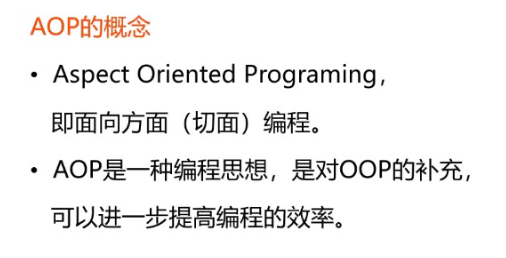 AOP的概念
• Aspect Oriented Programing,
即面向方面（切面）编程。
• AOP是一种编程思想，是对OOP的补充，
可以进一步提高编程的效率。